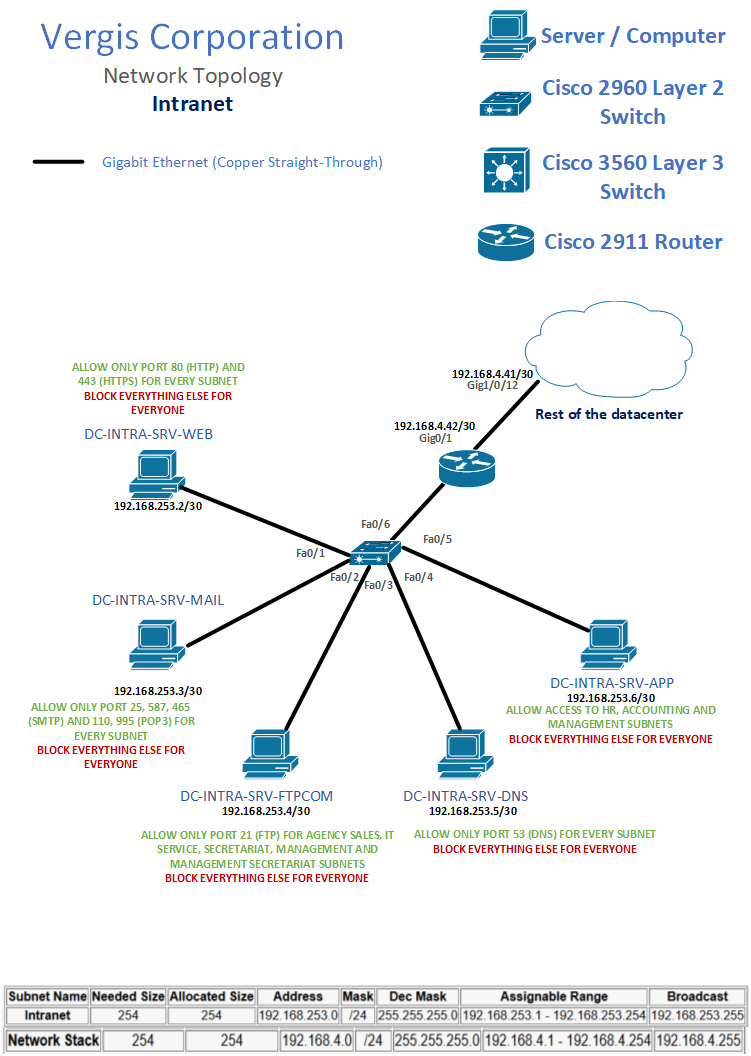 Vergis Corporation
Network Topology
Intranet
Gigabit Ethernet (Copper Straight-Through)
Server / Computer
Cisco 2960 Layer 2
Switch
Cisco 3560 Layer 3
Switch
Cisco 2911 Router
192.168.4.41/30
Gig1/0/12
Rest of the datacenter
192.168.4.42/30
Gig0/1
ALLOW ONLY PORT 80 (HTTP) AND
443 (HTTPS) FOR EVERY SUBNET
BLOCK EVERYTHING ELSE FOR
EVERYONE
DC-INTRA-SRV-WEB
192.168.253.2/30
Fa0/6
Fa0/5
Fa0/1
Fa0/2
Fa0/3
Fa0/4
DC-INTRA-SRV-MAIL
192.168.253.3/30
ALLOW ONLY PORT 25, 587, 465
(SMTP) AND 110, 995 (POP3) FOR
EVERY SUBNET
BLOCK EVERYTHING ELSE FOR
EVERYONE
DC-INTRA-SRV-APP
192.168.253.6/30
ALLOW ACCESS TO HR, ACCOUNTING AND
MANAGEMENT SUBNETS
BLOCK EVERYTHING ELSE FOR EVERYONE
DC-INTRA-SRV-FTPCOM
192.168.253.4/30
ALLOW ONLY PORT 21 (FTP) FOR AGENCY SALES, IT
SERVICE, SECRETARIAT, MANAGEMENT AND
MANAGEMENT SECRETARIAT SUBNETS
BLOCK EVERYTHING ELSE FOR EVERYONE
DC-INTRA-SRV-DNS
192.168.253.5/30
ALLOW ONLY PORT 53 (DNS) FOR EVERY SUBNET
BLOCK EVERYTHING ELSE FOR EVERYONE
Subnet Name Needed Size Allocated Size Address Mask Dec Mask Assignable Range Broadcast
Intranet 254 254 192.168.253.0 /24 255.255.255.0 192.168.253.1 - 192.168.253.254 192.168.253.255
Network Stack 254 254 192.168.4.0 /24 255.255.255.0 192.168.4.1 - 192.168.4.254 192.168.4.255